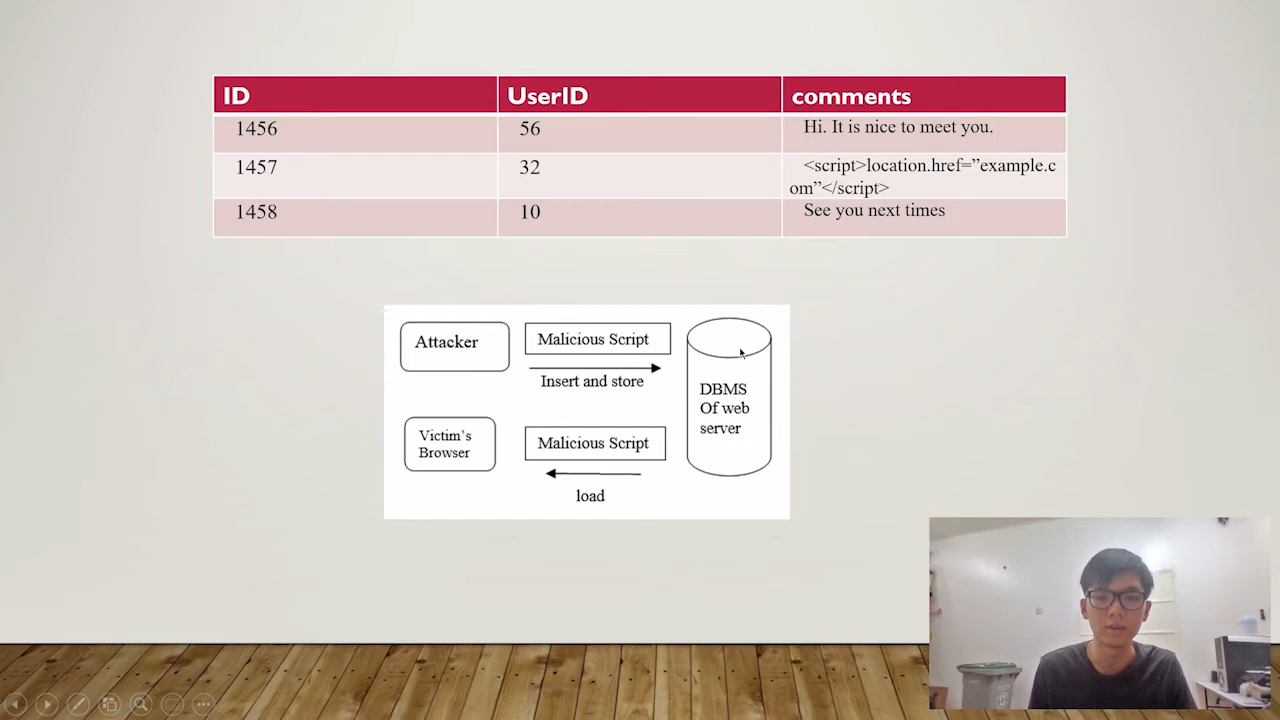 ID UserID comments
1456 56 Hi. It is nice to meet you.
1457 32 <script>location.href=”example.c
om”</script>
1458 10 See you next times
Attacker Malicious Script
Insert and store
DBMS
Of web
server
Victim’s
Browser
Malicious Script
load